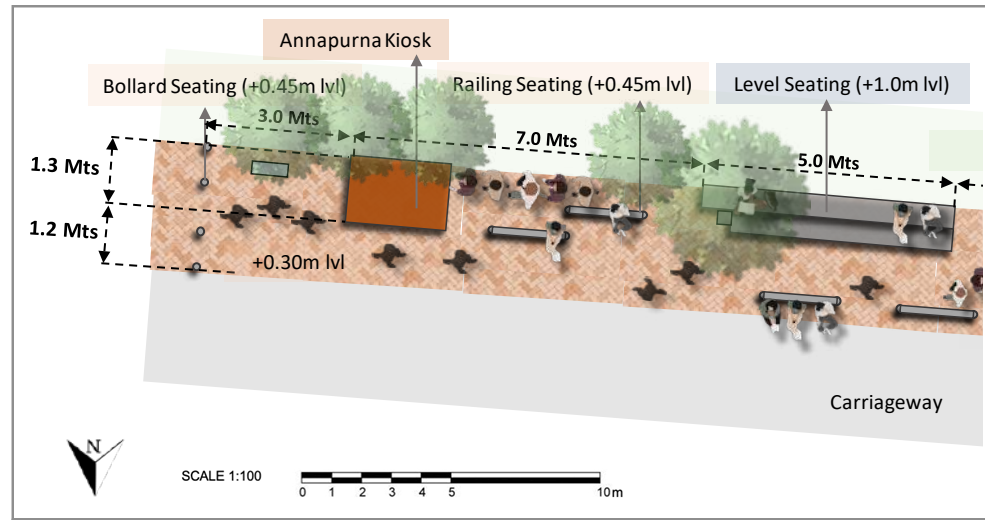 Annapurna Kiosk
Bollard Seating (+0.45m lvl)
Railing Seating (+0.45m lvl)
Level Seating (+1.0m lvl)
3.0 Mts
7.0 Mts
5.0 Mts
1.3 Mts
1.2 Mts
+0.30m lvl
Carriageway
N
SCALE 1:100
0 1 2 3 4 5 10m